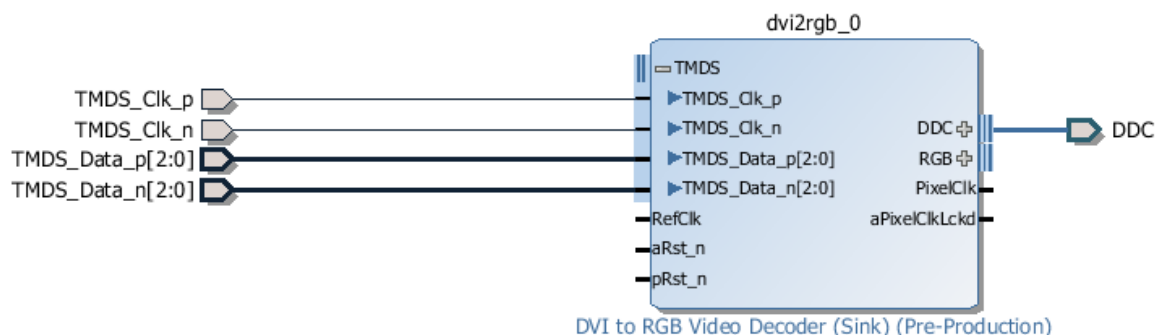 dvi2rgb_0
TMDS
TMDS_Clk_p
TMDS_Clk_p
TMDS_Clk_n
TMDS_Clk_n
DDC
DDC
TMDS_Data_p[2:0]
TMDS_Data_p[2:0]
RGB
TMDS_Data_n[2:0]
TMDS_Data_n[2:0]
PixelClk
RefClk
aPixelClkLckd
aRst_n
pRst_n
DVI to RGB Video Decoder (Sink) (Pre-Production)